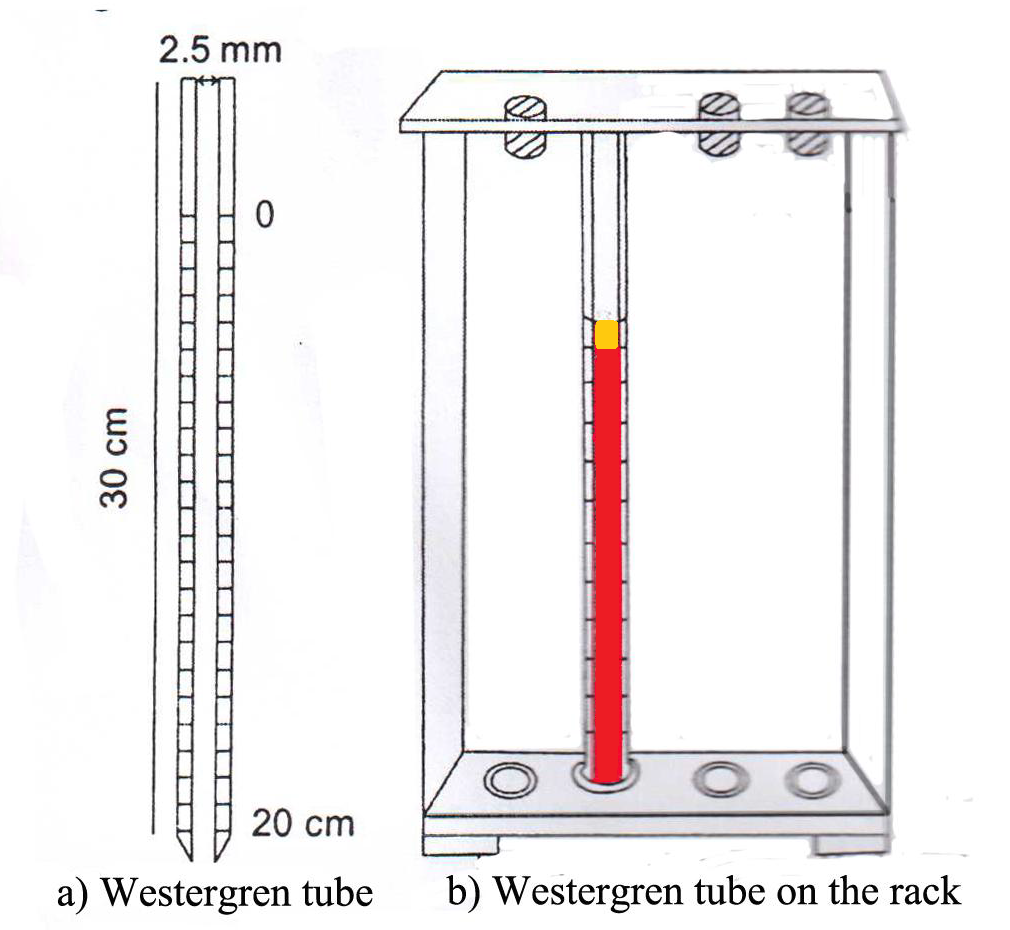 2.5 mm
0
30 cm
20 cm
a) Westergren tube
b) Westergren tube on the rack